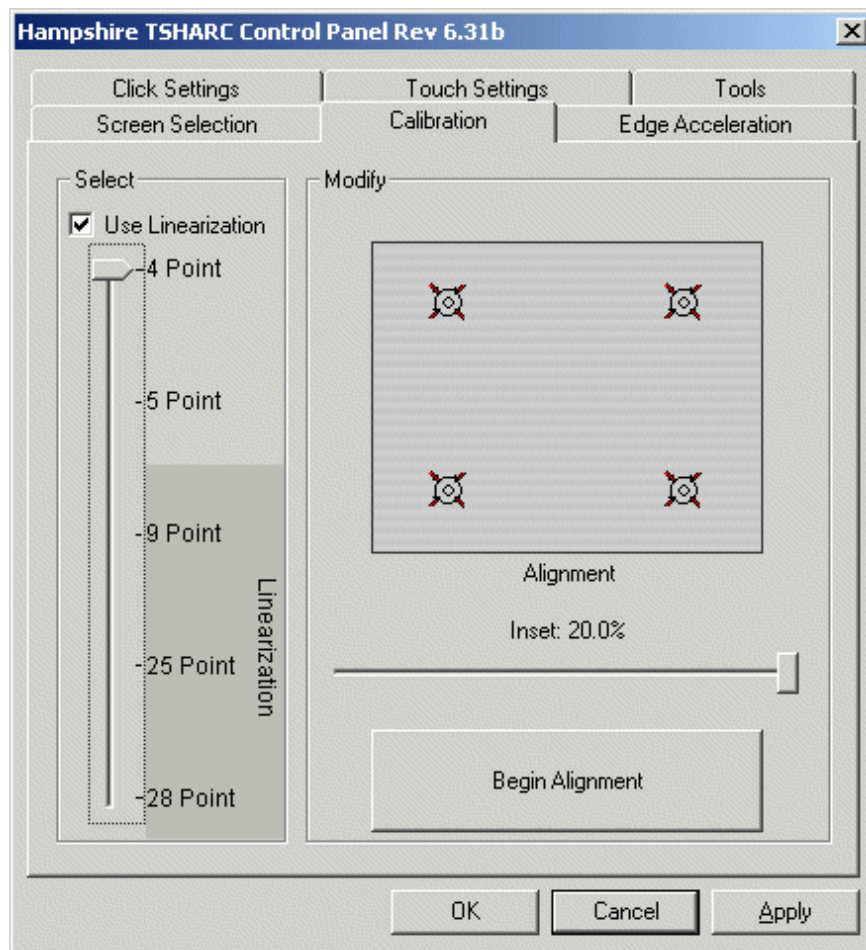 Hampshire TSHARC Control Panel Rev 6.31b
Click Settings
Touch Settings
Tools
Screen Selection
Calibration
Edge Acceleration
Select
Use Linearization
-4 Point
-5 Point
-9 Point
-25 Point
-28 Point
Linearization
Modify
Alignment
Inset: 20.0%
Begin Alignment
OK
Cancel
Apply